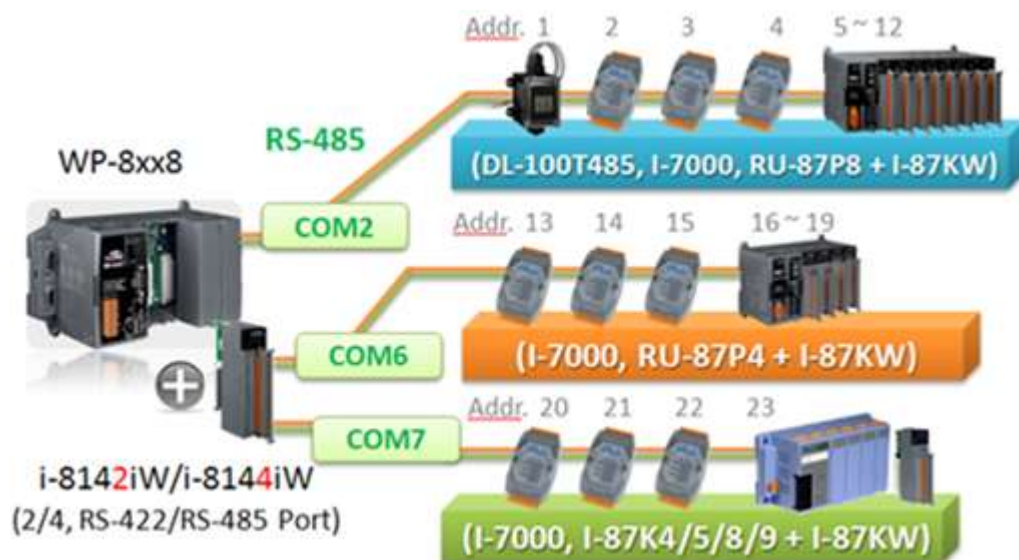 Addr. 1 2 3 4 5 ~ 12
RS-485
WP-8xx8
(DL-100T485, I-7000, RU-87P8 + I-87KW)
COM2
Addr. 13 14 15 16 ~ 19
COM6
(I-7000, RU-87P4 + I-87KW)
Addr. 20 21 22 23
COM7
i-8142iW/i-8144iW
(2/4, RS-422/RS-485 Port)
(I-7000, I-87K4/5/8/9 + I-87KW)